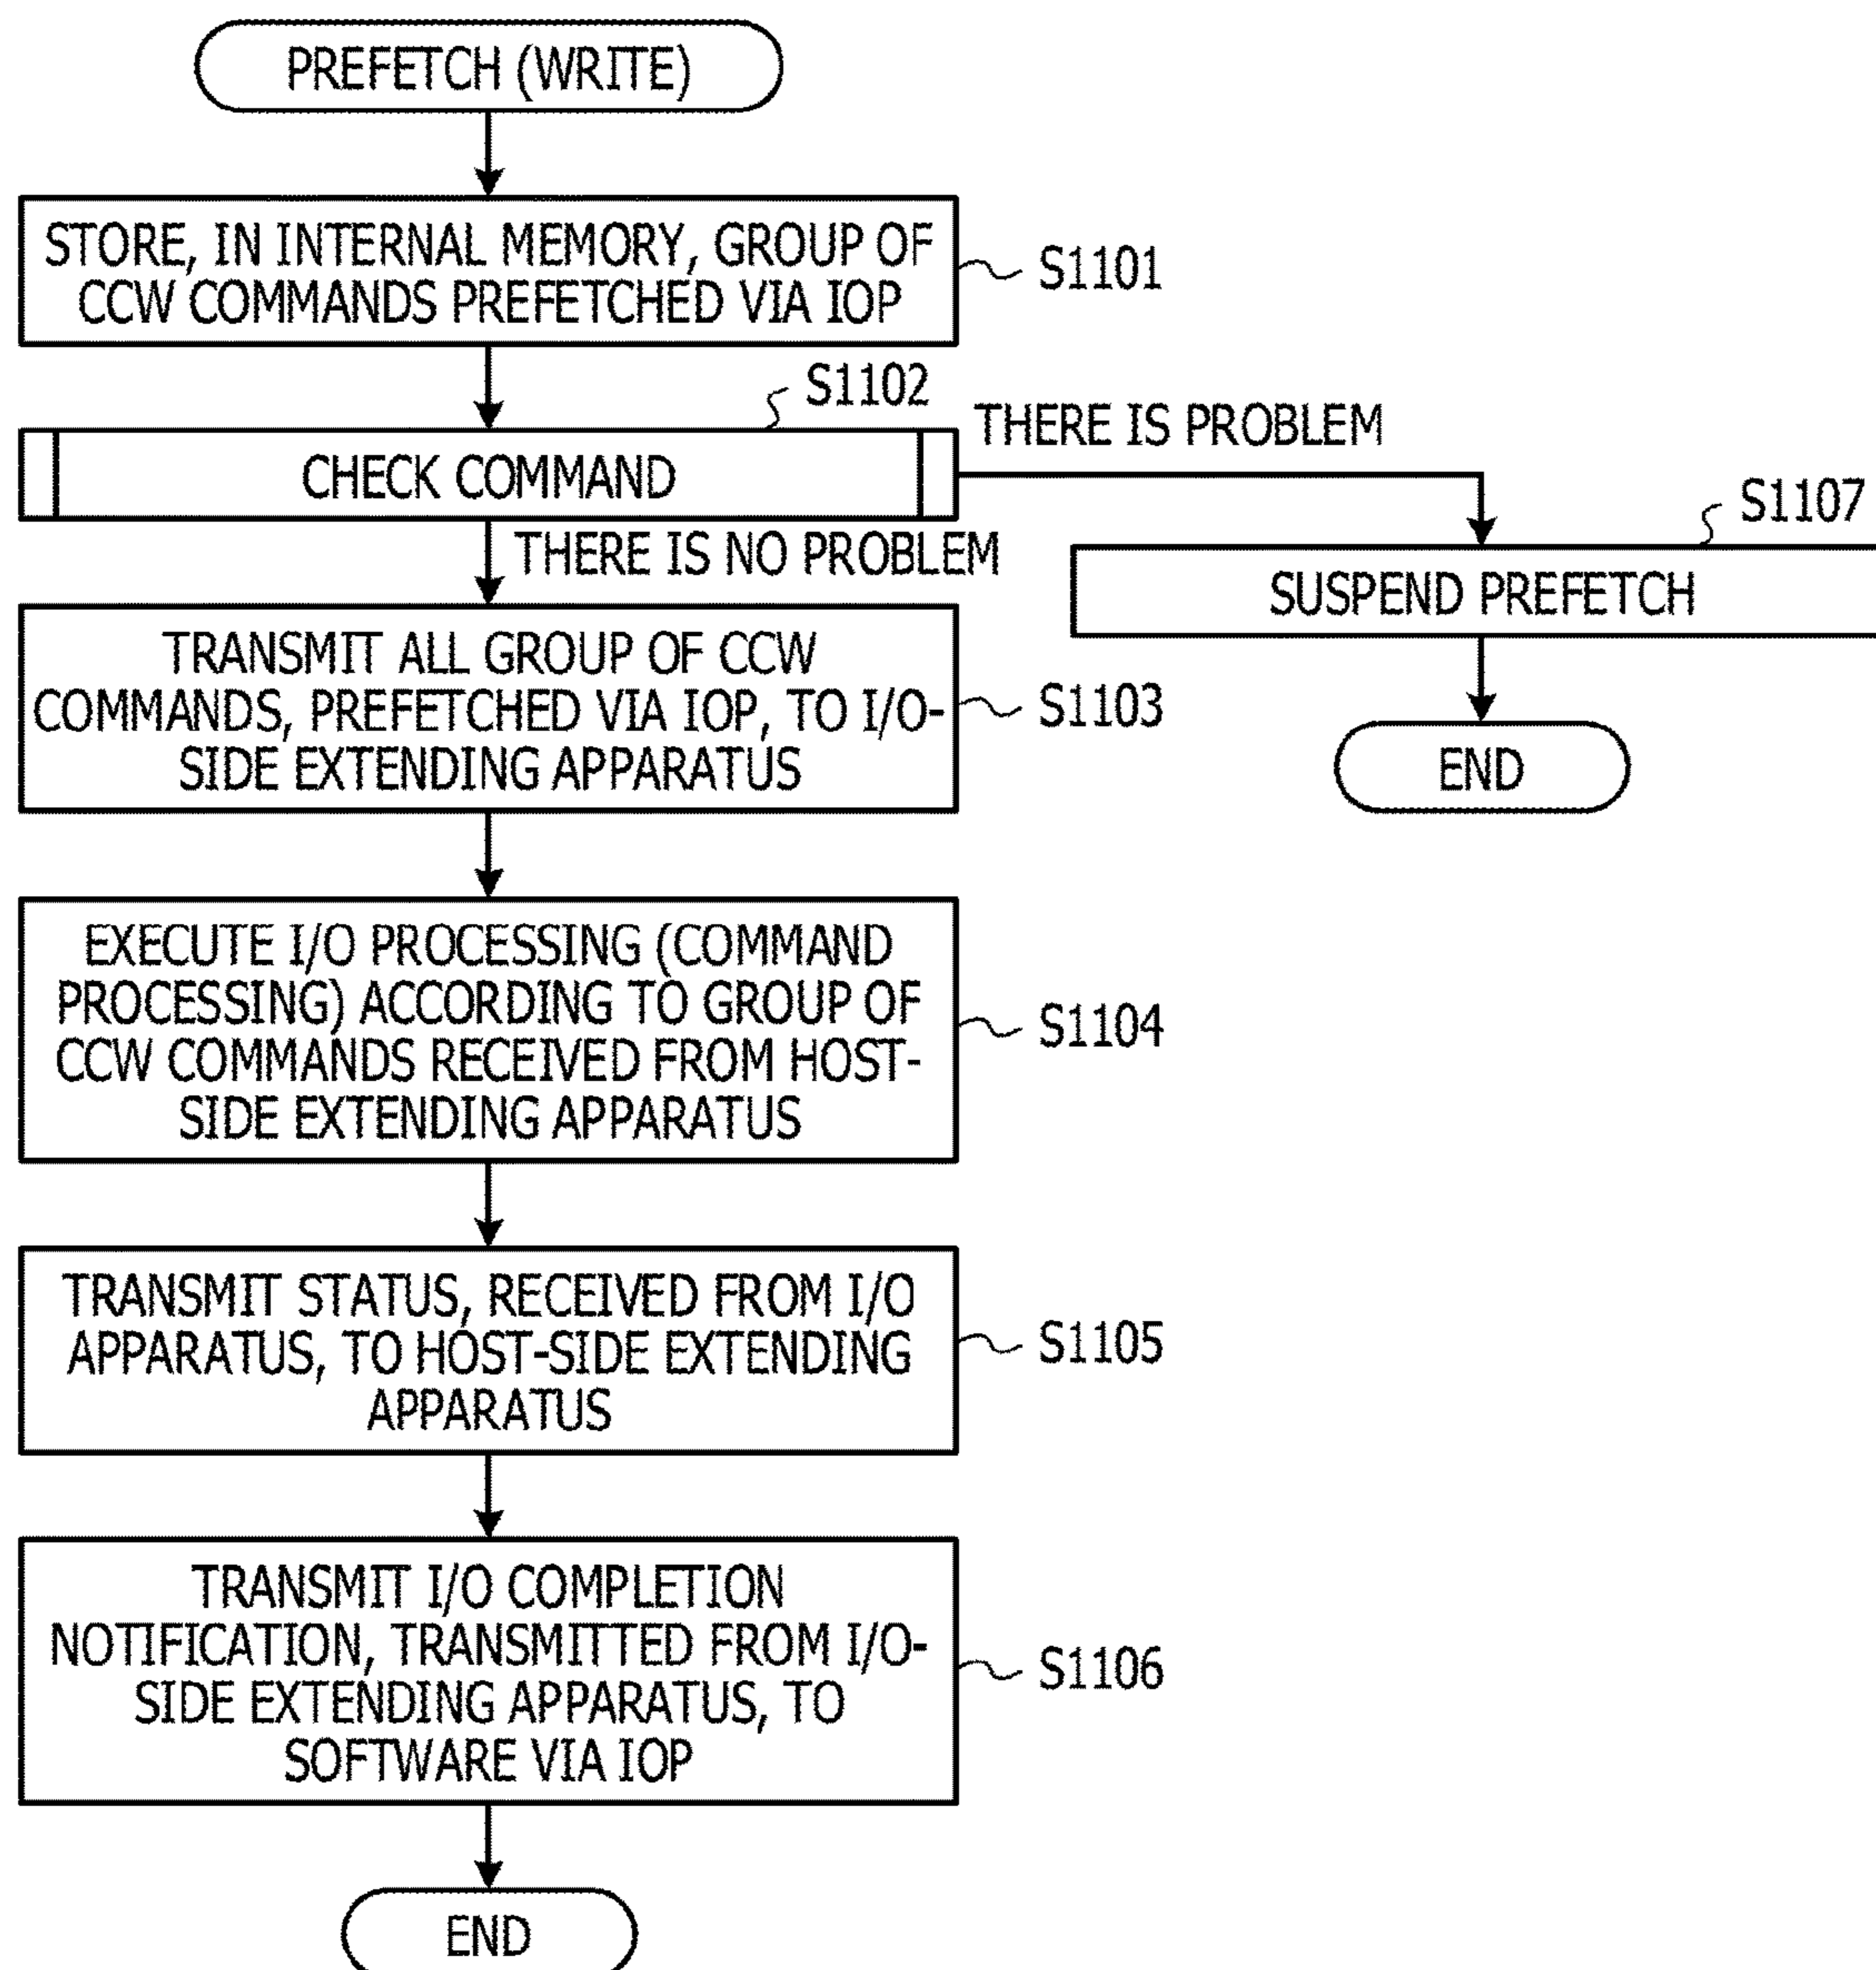 PREFETCH (WRITE)
STORE, IN INTERNAL MEMORY, GROUP OF
CCW COMMANDS PREFETCHED VIA IOP
S1101
S1102
CHECK COMMAND
THERE IS PROBLEM
THERE IS NO PROBLEM
S1107
SUSPEND PREFETCH
END
TRANSMIT ALL GROUP OF CCW
COMMANDS, PREFETCHED VIA IOP, TO I/O-
SIDE EXTENDING APPARATUS
S1103
EXECUTE I/O PROCESSING (COMMAND
PROCESSING) ACCORDING TO GROUP OF
CCW COMMANDS RECEIVED FROM HOST-
SIDE EXTENDING APPARATUS
S1104
TRANSMIT STATUS, RECEIVED FROM I/O
APPARATUS, TO HOST-SIDE EXTENDING
APPARATUS
S1105
TRANSMIT I/O COMPLETION
NOTIFICATION, TRANSMITTED FROM I/O-
SIDE EXTENDING APPARATUS, TO
SOFTWARE VIA IOP
S1106
END